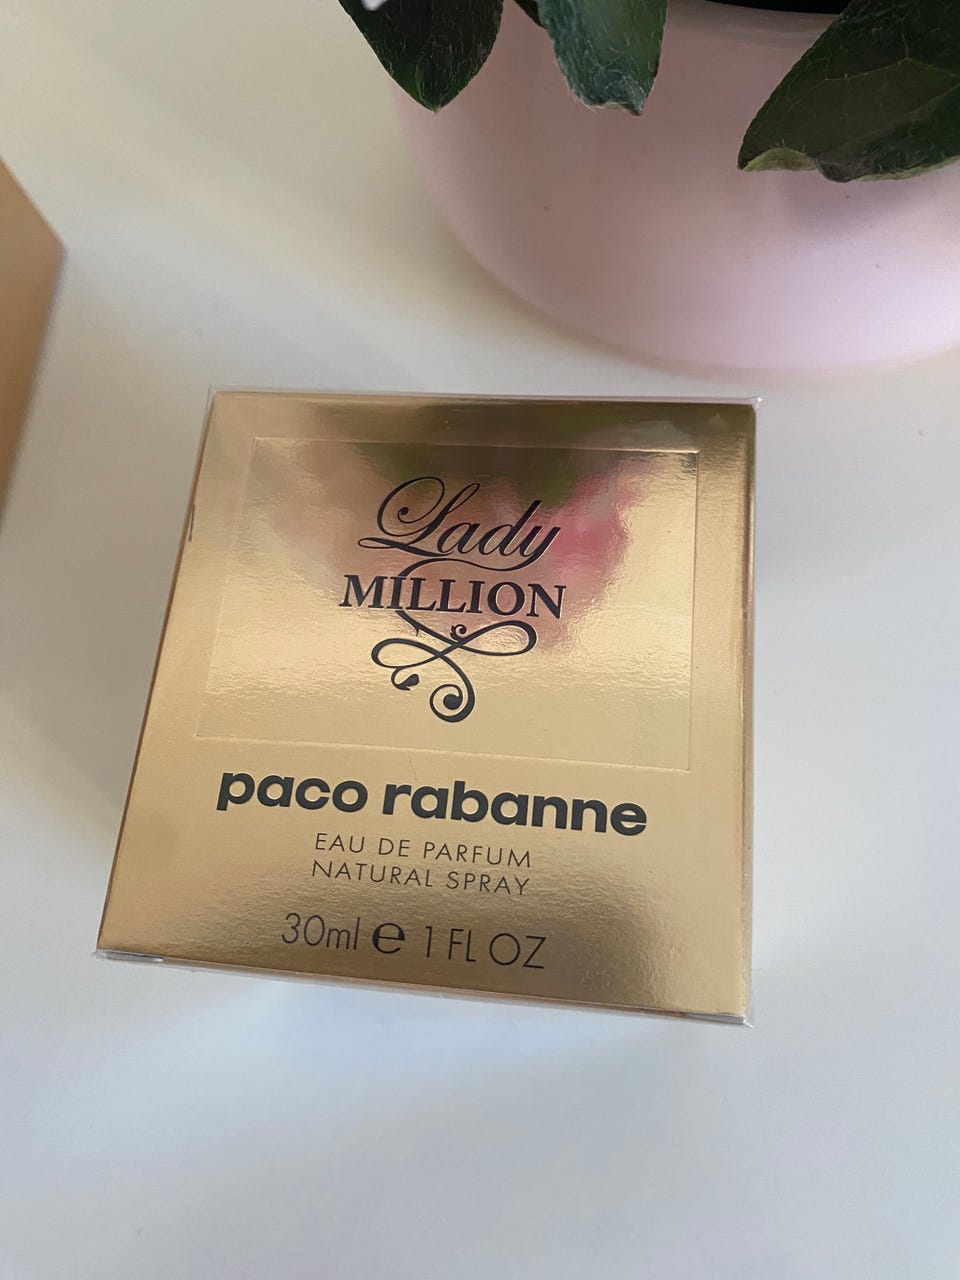 Lady
MILLION
paco rabanne
EAU DE PARFUM
NATURAL SPRAY
30ml e 1 FL OZ